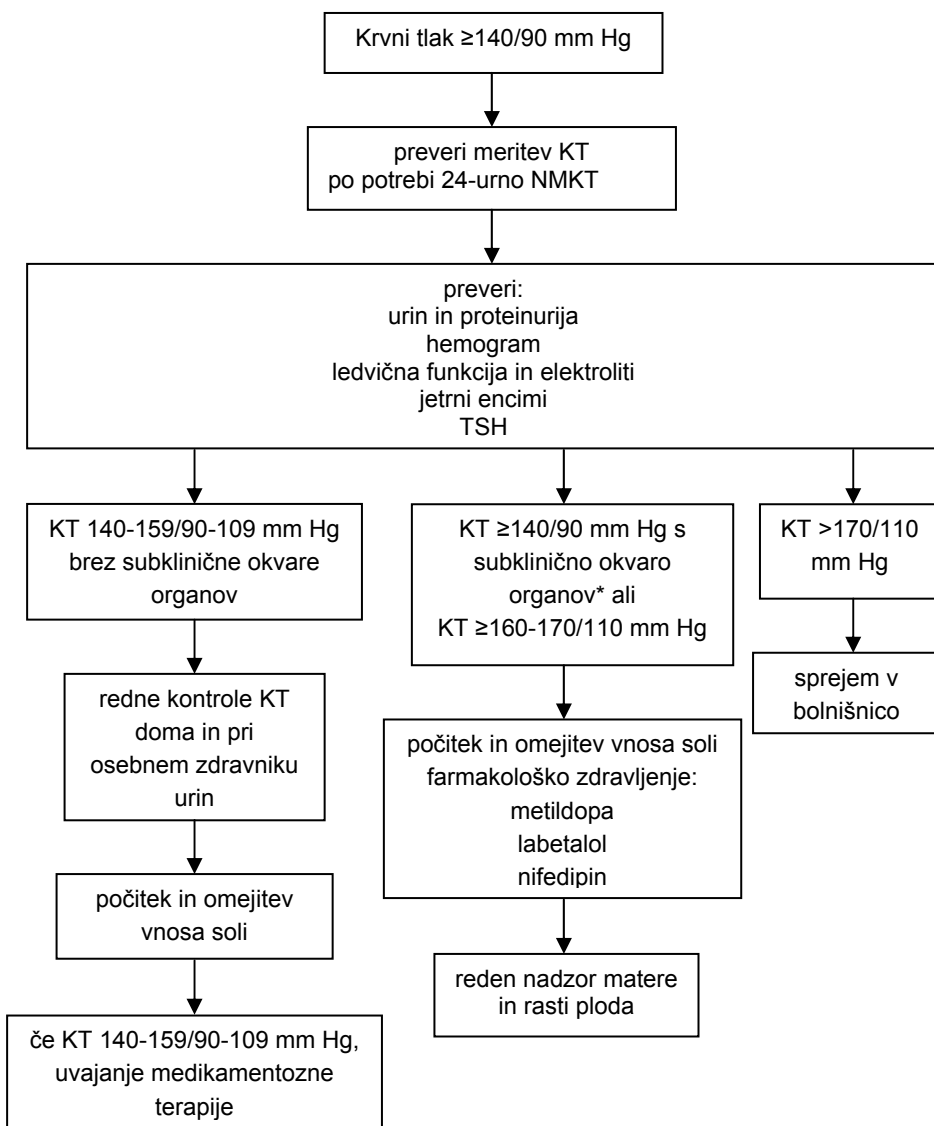 Krvni tlak ≥140/90 mm Hg
preveri meritev KT
po potrebi 24-urno NMKT
preveri:
urin in proteinurija
hemogram
ledvična funkcija in elektroliti
jetrni encimi
TSH
KT 140-159/90-109 mm Hg
brez subklinične okvare
organov
redne kontrole KT
doma in pri
osebnem zdravniku
urin
počitek in omejitev
vnosa soli
če KT 140-159/90-109 mm Hg,
uvajanje medikamentozne
terapije
KT ≥140/90 mm Hg s
subklinično okvaro
organov* ali
KT ≥160-170/110 mm Hg
počitek in omejitev vnosa soli
farmakološko zdravljenje:
metildopa
labetalol
nifedipin
reden nadzor matere
in rasti ploda
KT >170/110
mm Hg
sprejem v
bolnišnico